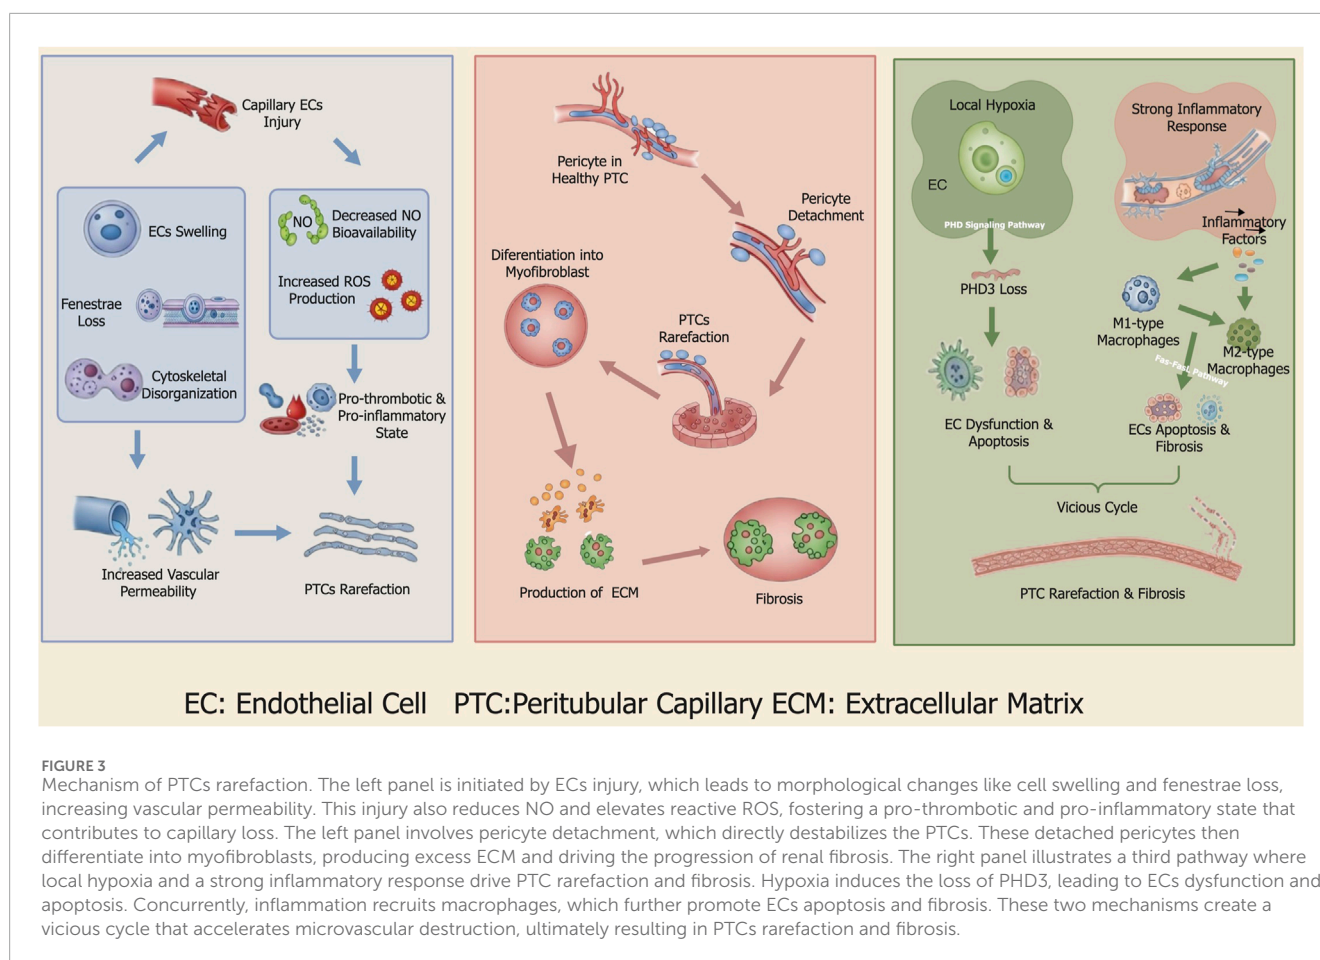 Capillary ECs
Injury
ECs Swelling
Fenestrae
Loss
Cytoskeletal
Disorganization
NO
Decreased NO
Bioavailability
Increased ROS
Production
Pro-thrombotic &
Pro-inflammatory
State
Increased Vascular
Permeability
PTCs Rarefaction
Pericyte in
Healthy PTC
Pericyte
Detachment
PTCs
Rarefaction
Diferentiation into
Myofibroblast
Production of ECM
Fibrosis
Local Hypoxia
EC
PHD Signaling Pathway
PHD3 Loss
EC Dysfunction &
Apoptosis
Strong Inflammatory
Response
Inflammatory
Factors
M1-type
Macrophages
M2-type
Macrophages
Fas-FasL Pathway
ECs Apoptosis &
Fibrosis
Vicious Cycle
PTC Rarefaction & Fibrosis
EC: Endothelial Cell PTC:Peritubular Capillary ECM: Extracellular Matrix
FIGURE 3
Mechanism of PTCs rarefaction. The left panel is initiated by ECs injury, which leads to morphological changes like cell swelling and fenestrae loss,
increasing vascular permeability. This injury also reduces NO and elevates reactive ROS, fostering a pro-thrombotic and pro-inflammatory state that
contributes to capillary loss. The left panel involves pericyte detachment, which directly destabilizes the PTCs. These detached pericytes then
differentiate into myofibroblasts, producing excess ECM and driving the progression of renal fibrosis. The right panel illustrates a third pathway where
local hypoxia and a strong inflammatory response drive PTC rarefaction and fibrosis. Hypoxia induces the loss of PHD3, leading to ECs dysfunction and
apoptosis. Concurrently, inflammation recruits macrophages, which further promote ECs apoptosis and fibrosis. These two mechanisms create a
vicious cycle that accelerates microvascular destruction, ultimately resulting in PTCs rarefaction and fibrosis.